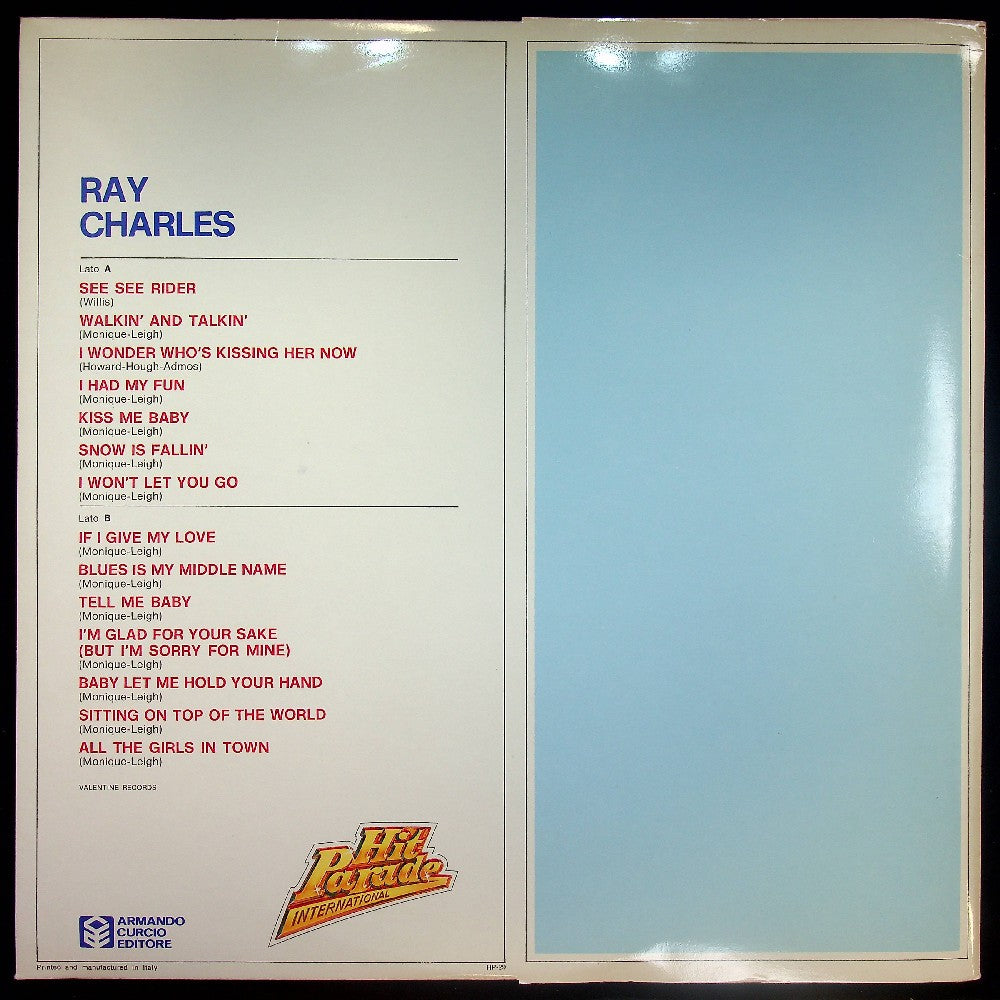 RAY
CHARLES
Lato A
SEE SEE RIDER
(Willis)
WALKIN' AND TALKIN'
(Monique-Leigh)
I WONDER WHO'S KISSING HER NOW
(Howard-Hough-Admos)
I HAD MY FUN
(Monique-Leigh)
KISS ME BABY
(Monique-Leigh)
SNOW IS FALLIN'
(Monique-Leigh)
I WON'T LET YOU GO
(Monique-Leigh)
Lato B
IF I GIVE MY LOVE
(Monique-Leigh)
BLUES IS MY MIDDLE NAME
(Monique-Leigh)
TELL ME BABY
(Monique-Leigh)
I'M GLAD FOR YOUR SAKE
(BUT I'M SORRY FOR MINE)
(Monique-Leigh)
BABY LET ME HOLD YOUR HAND
(Monique-Leigh)
SITTING ON TOP OF THE WORLD
(Monique-Leigh)
ALL THE GIRLS IN TOWN
(Monique-Leigh)
VALENTINE RECORDS
Hit
Parade
INTERNATIONAL
ARMANDO
CURCIO
EDITORE
Printed and manufactured in Italy
HP-29